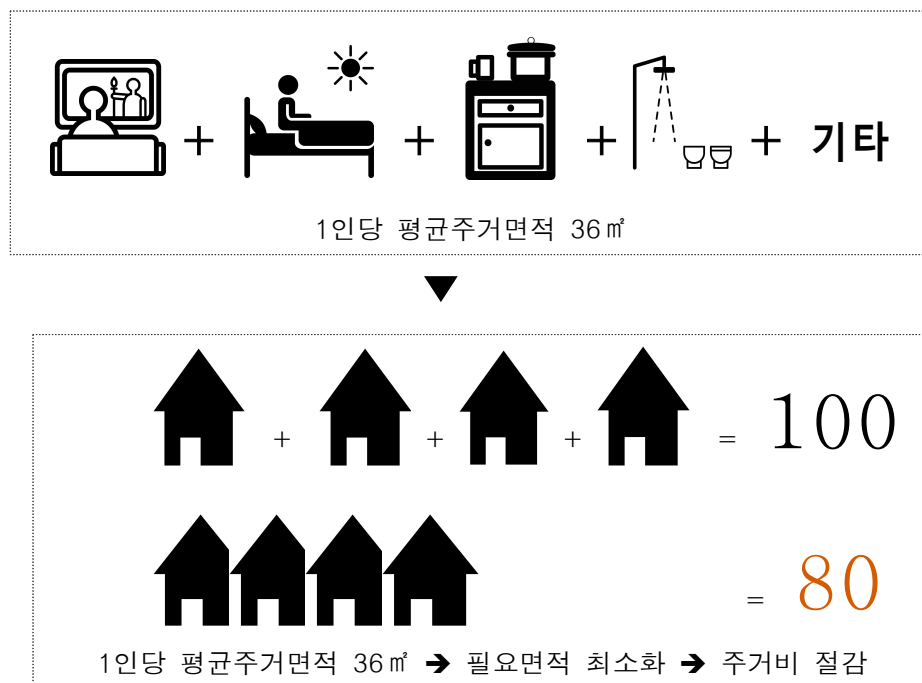 + + + + 기타
1인당 평균주거면적 36㎡
+ + + = 100
= 80
1인당 평균주거면적 36㎡ ➔ 필요면적 최소화 ➔ 주거비 절감